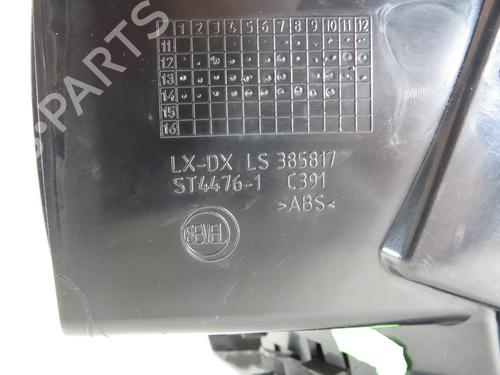 1 2 3 4 5 6 7 8 9 10 11 12
11
12
13
14
15
16
LX-DX LS 385817
ST4476-1 C391
>ABS<
SEVEL
B-PARTS